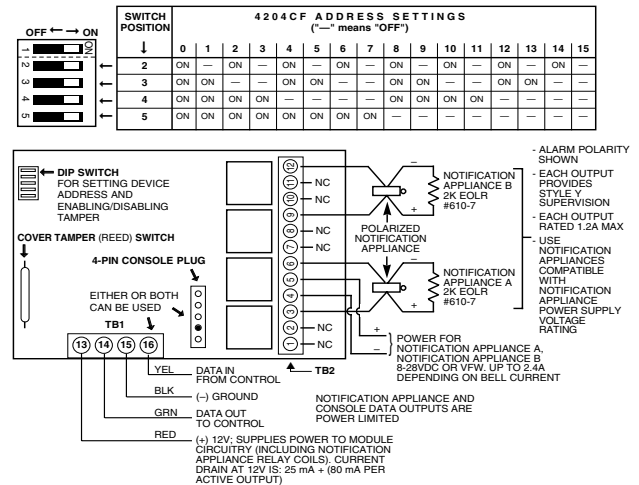 SWITCH POSITION ↓
4204CF ADDRESS SETTINGS
("—" means "OFF")
0 1 2 3 4 5 6 7 8 9 10 11 12 13 14 15
2 ON — ON — ON — ON — ON — ON — ON — ON —
3 ON ON — — ON ON — — ON ON — — ON ON — —
4 ON ON ON ON — — — — ON ON ON ON — — — —
5 ON ON ON ON ON ON ON ON — — — — — — — —
OFF ←→ ON
ON
1
2
3
4
5
DIP SWITCH
FOR SETTING DEVICE
ADDRESS AND
ENABLING/DISABLING
TAMPER
COVER TAMPER (REED) SWITCH
4-PIN CONSOLE PLUG
EITHER OR BOTH
CAN BE USED
TB1
13 14 15 16
12
11 NC
10 NC
9
8 NC
7 NC
6
5
4
3
2 NC
1 NC
TB2
–
+
NOTIFICATION
APPLIANCE B
2K EOLR
#610-7
POLARIZED
NOTIFICATION
APPLIANCE
–
+
NOTIFICATION
APPLIANCE A
2K EOLR
#610-7
- ALARM POLARITY
SHOWN
- EACH OUTPUT
PROVIDES
STYLE Y
SUPERVISION
- EACH OUTPUT
RATED 1.2A MAX
- USE
NOTIFICATION
APPLIANCES
COMPATIBLE
WITH
NOTIFICATION
APPLIANCE
POWER SUPPLY
VOLTAGE
RATING
+
–
POWER FOR
NOTIFICATION APPLIANCE A,
NOTIFICATION APPLIANCE B
8-28VDC OR VFW. UP TO 2.4A
DEPENDING ON BELL CURRENT
YEL DATA IN
FROM CONTROL
BLK (–) GROUND
GRN DATA OUT
TO CONTROL
RED (+) 12V; SUPPLIES POWER TO MODULE
CIRCUITRY (INCLUDING NOTIFICATION
APPLIANCE RELAY COILS). CURRENT
DRAIN AT 12V IS: 25 mA + (80 mA PER
ACTIVE OUTPUT)
NOTIFICATION APPLIANCE AND
CONSOLE DATA OUTPUTS ARE
POWER LIMITED